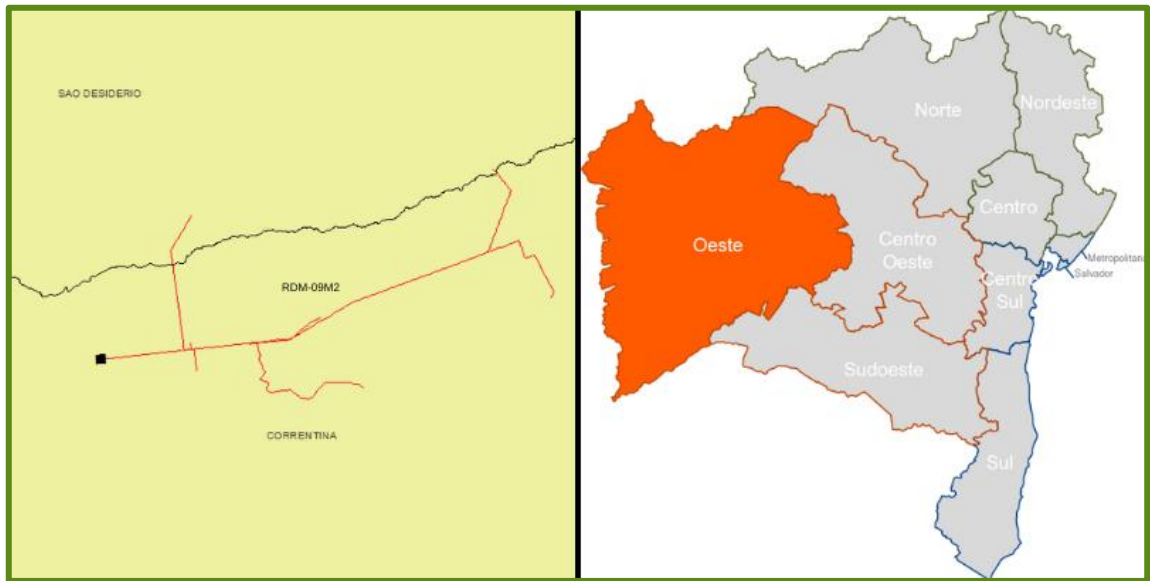 SAO DESIDERIO
RDM-09M2
CORRENTINA
Norte
Nordeste
Centro
Oeste
Centro
Oeste
Metropolitana
Salvador
Centro
Sul
Sudoeste
Sul